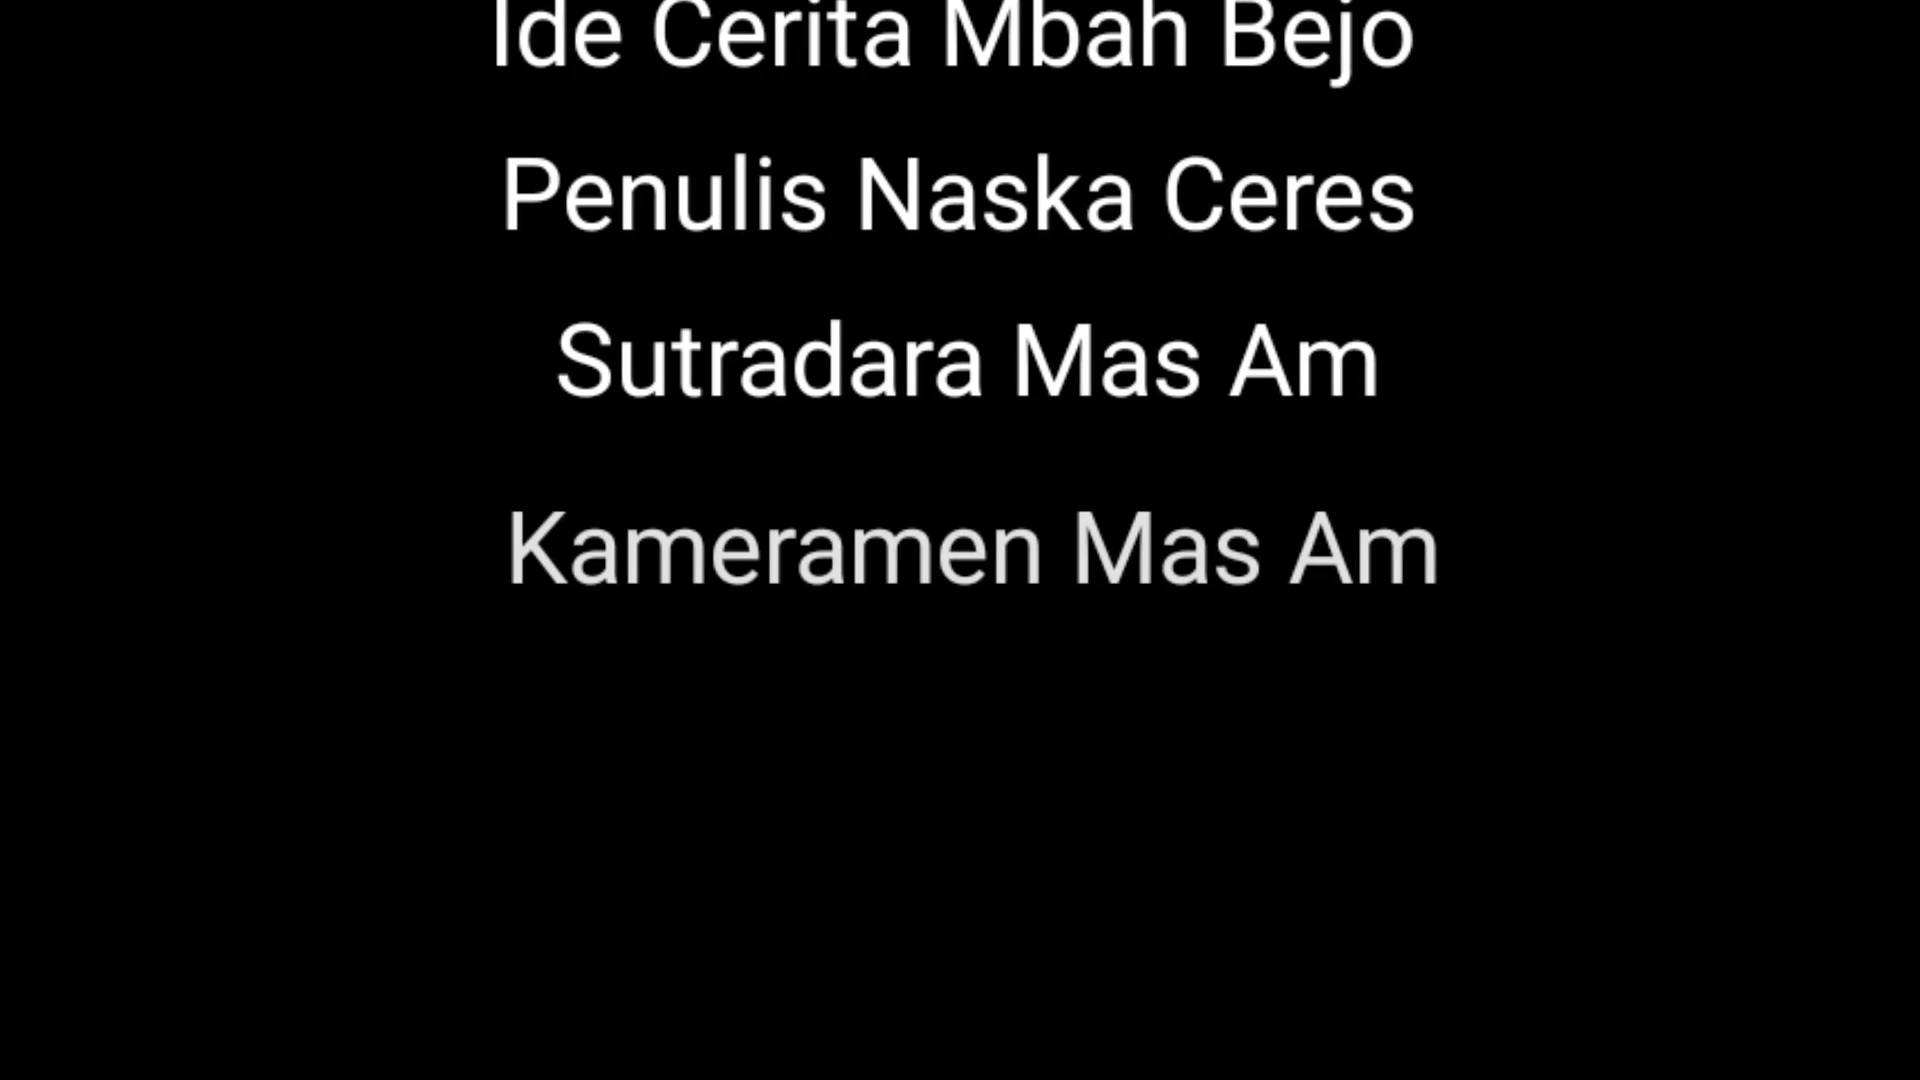 Ide Cerita Mbah Bejo
Penulis Naska Ceres
Sutradara Mas Am
Kameramen Mas Am